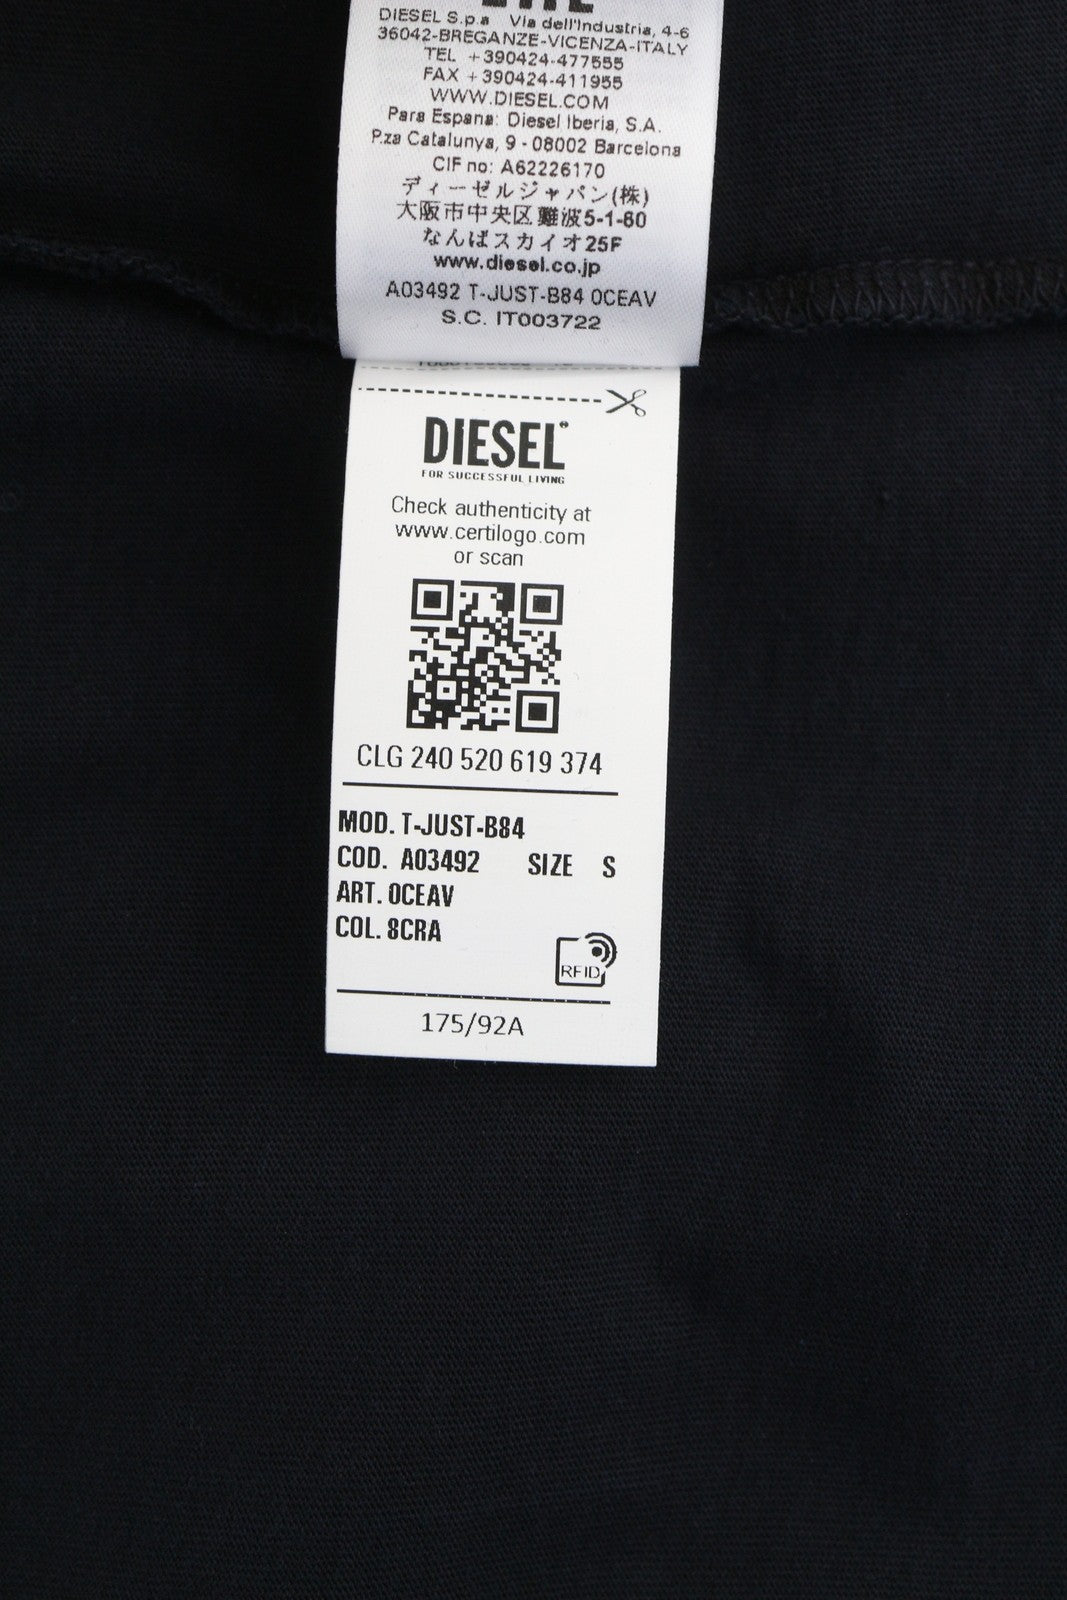 DIESEL S.p.a Via dell'Industria, 4-6
36042-BREGANZE-VICENZA-ITALY
TEL +390424-477555
FAX +390424-411955
WWW.DIESEL.COM
Para Espana: Diesel Iberia, S.A.
P.za Catalunya, 9 - 08002 Barcelona
CIF no: A62226170
ディーゼルジャパン(株)
大阪市中央区難波5-1-60
なんばスカイオ25F
www.diesel.co.jp
A03492 T-JUST-B84 0CEAV
S.C. IT003722
DIESEL®
FOR SUCCESSFUL LIVING
Check authenticity at
www.certilogo.com
or scan
CLG 240 520 619 374
MOD. T-JUST-B84
COD. A03492 SIZE S
ART. 0CEAV
COL. 8CRA
RFID
175/92A